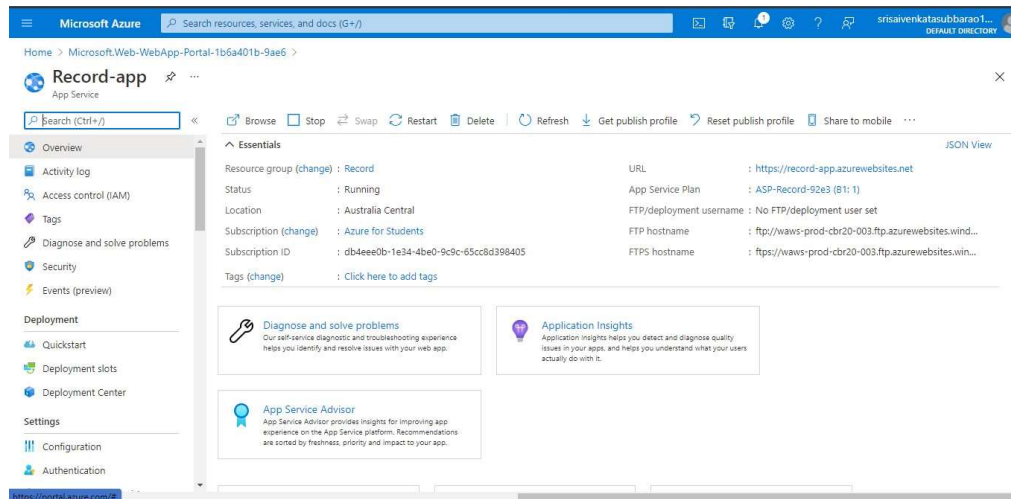 Microsoft Azure
Search resources, services, and docs (G+/)
1
srisaivenkatasubbarao1...
DEFAULT DIRECTORY
Home > Microsoft.Web-WebApp-Portal-1b6a401b-9ae6 >
Record-app
App Service
Search (Ctrl+/)
Overview
Activity log
Access control (IAM)
Tags
Diagnose and solve problems
Security
Events (preview)
Deployment
Quickstart
Deployment slots
Deployment Center
Settings
Configuration
Authentication
https://portal.azure.com/#
Browse Stop Swap Restart Delete Refresh Get publish profile Reset publish profile Share to mobile ...
Essentials
JSON View
Resource group (change) : Record
Status : Running
Location : Australia Central
Subscription (change) : Azure for Students
Subscription ID : db4eee0b-1e34-4be0-9c9c-65cc8d398405
Tags (change) : Click here to add tags
URL : https://record-app.azurewebsites.net
App Service Plan : ASP-Record-92e3 (B1: 1)
FTP/deployment username : No FTP/deployment user set
FTP hostname : ftp://waws-prod-cbr20-003.ftp.azurewebsites.wind...
FTPS hostname : ftps://waws-prod-cbr20-003.ftp.azurewebsites.win...
Diagnose and solve problems
Our self-service diagnostic and troubleshooting experience
helps you identify and resolve issues with your web app.
Application Insights
Application Insights helps you detect and diagnose quality
issues in your apps, and helps you understand what your users
actually do with it.
App Service Advisor
App Service Advisor provides insights for improving app
experience on the App Service platform. Recommendations
are sorted by freshness, priority and impact to your app.